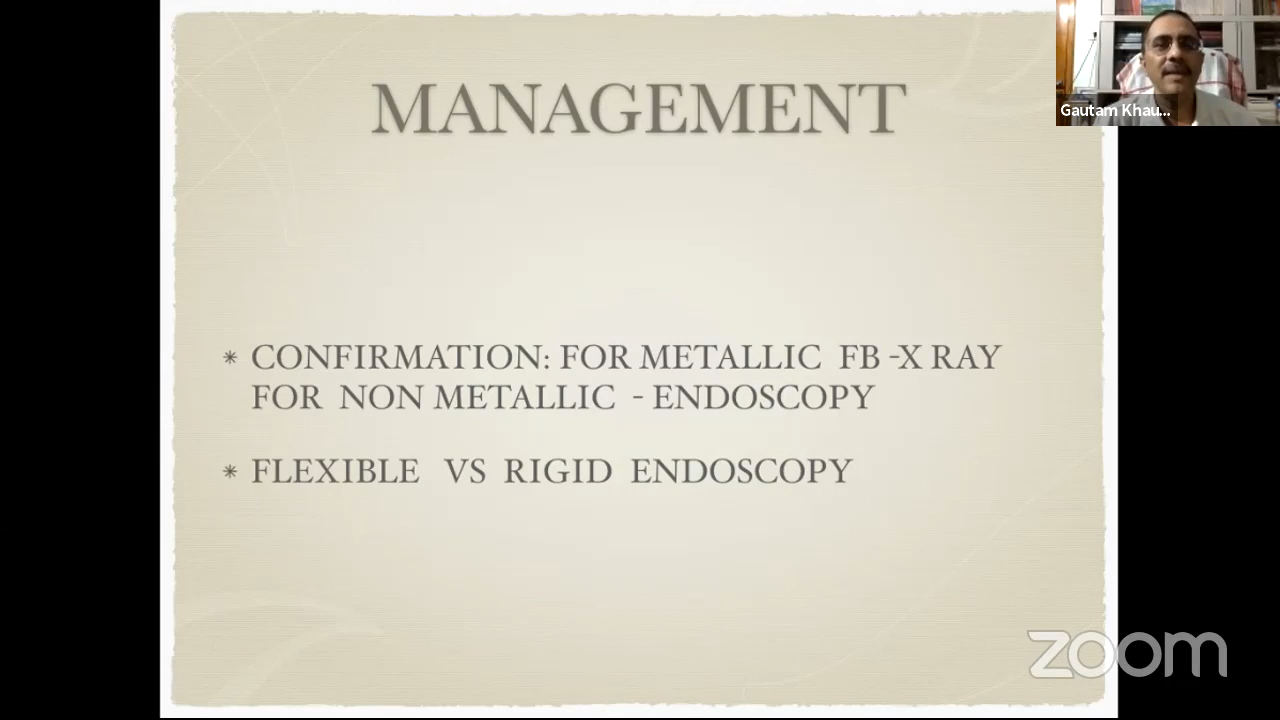 MANAGEMENT
Gautam Khau...
* CONFIRMATION: FOR METALLIC FB -X RAY
FOR NON METALLIC - ENDOSCOPY
* FLEXIBLE VS RIGID ENDOSCOPY
zoom